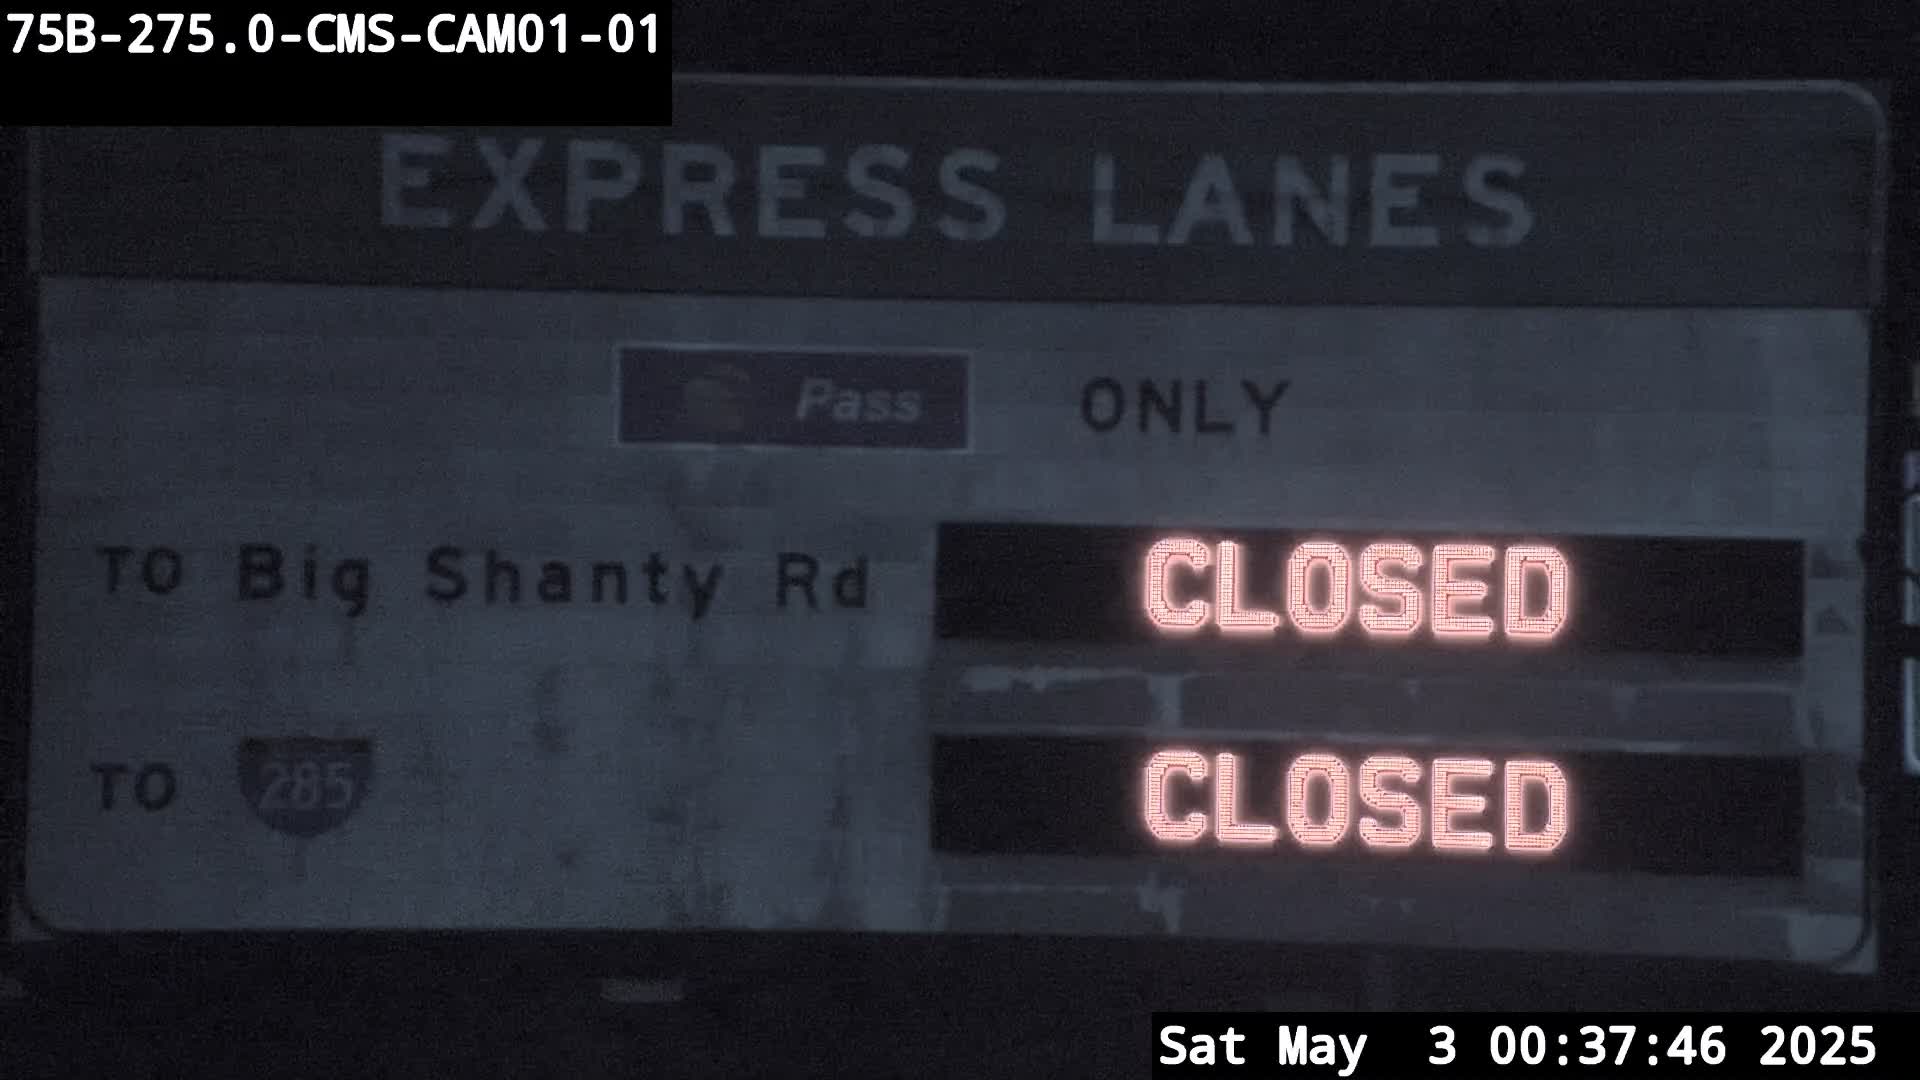 75B-275.0-CMS-CAM01-01
EXPRESS LANES
Pass ONLY
TO Big Shanty Rd CLOSED
TO 285 CLOSED
Sat May 3 00:37:46 2025